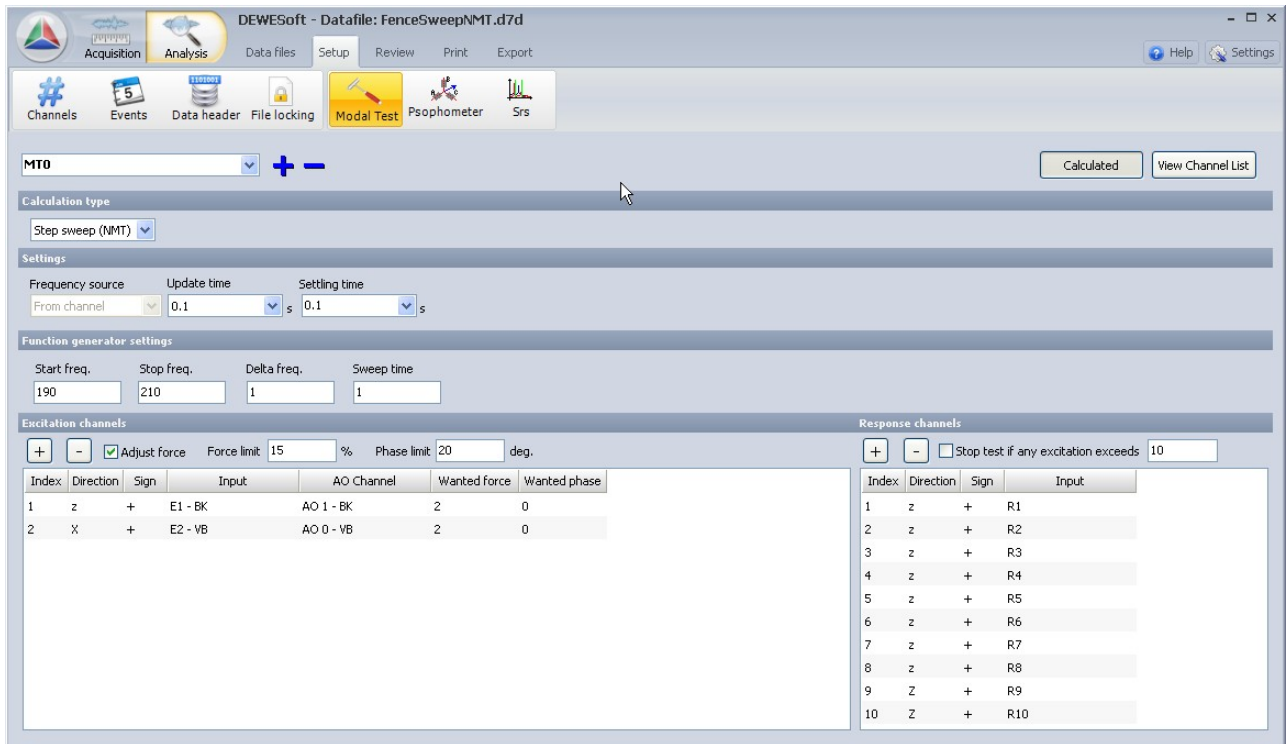 DEWESoft - Datafile: FenceSweepNMT.d7d
Acquisition Analysis Data files Setup Review Print Export Help Settings
Channels Events Data header File locking Modal Test Psophometer Srs
MT0 Calculated View Channel List
Calculation type
Step sweep (NMT)
Settings
Frequency source Update time Settling time
From channel 0.1 s 0.1 s
Function generator settings
Start freq. Stop freq. Delta freq. Sweep time
190 210 1 1
Excitation channels
+ - Adjust force Force limit 15 % Phase limit 20 deg.
Index Direction Sign Input AO Channel Wanted force Wanted phase
1 z + E1 - BK AO 1 - BK 2 0
2 X + E2 - VB AO 0 - VB 2 0
Response channels
+ - Stop test if any excitation exceeds 10
Index Direction Sign Input
1 z + R1
2 z + R2
3 z + R3
4 z + R4
5 z + R5
6 z + R6
7 z + R7
8 z + R8
9 Z + R9
10 Z + R10